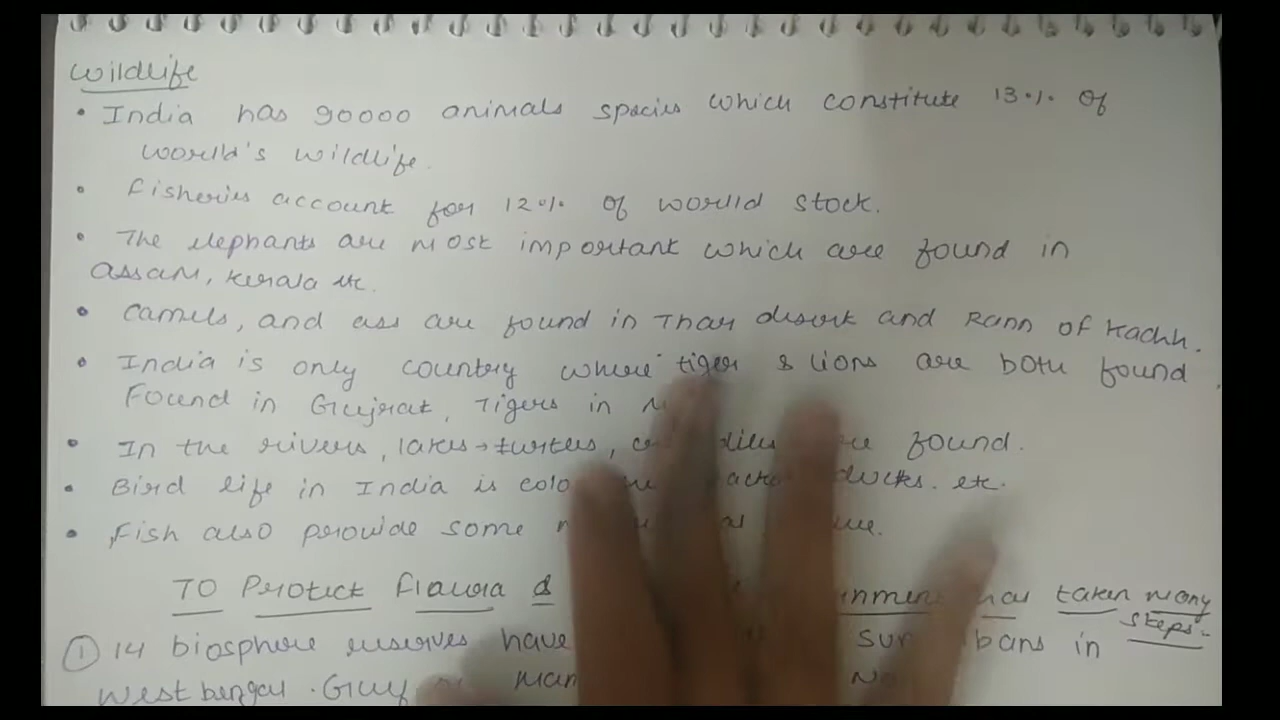 Wildlife
• India has 90000 animals species which constitute 13% of
world's wildlife.
• Fisheries account for 12% of world stock.
• The elephants are most important which are found in
Assam, Kerala etc.
• Camels, and ass are found in Thar desert and Rann of Kachh.
• India is only country where tiger & lions are both found.
Found in Gujrat, Tigers in
• In the rivers, lakes → turtles, are found.
• Bird life in India is ducks. etc.
• Fish also provide some
TO Protect flaura & has taken many
steps-
① 14 biosphere reserves have in
West bengal. Gulf